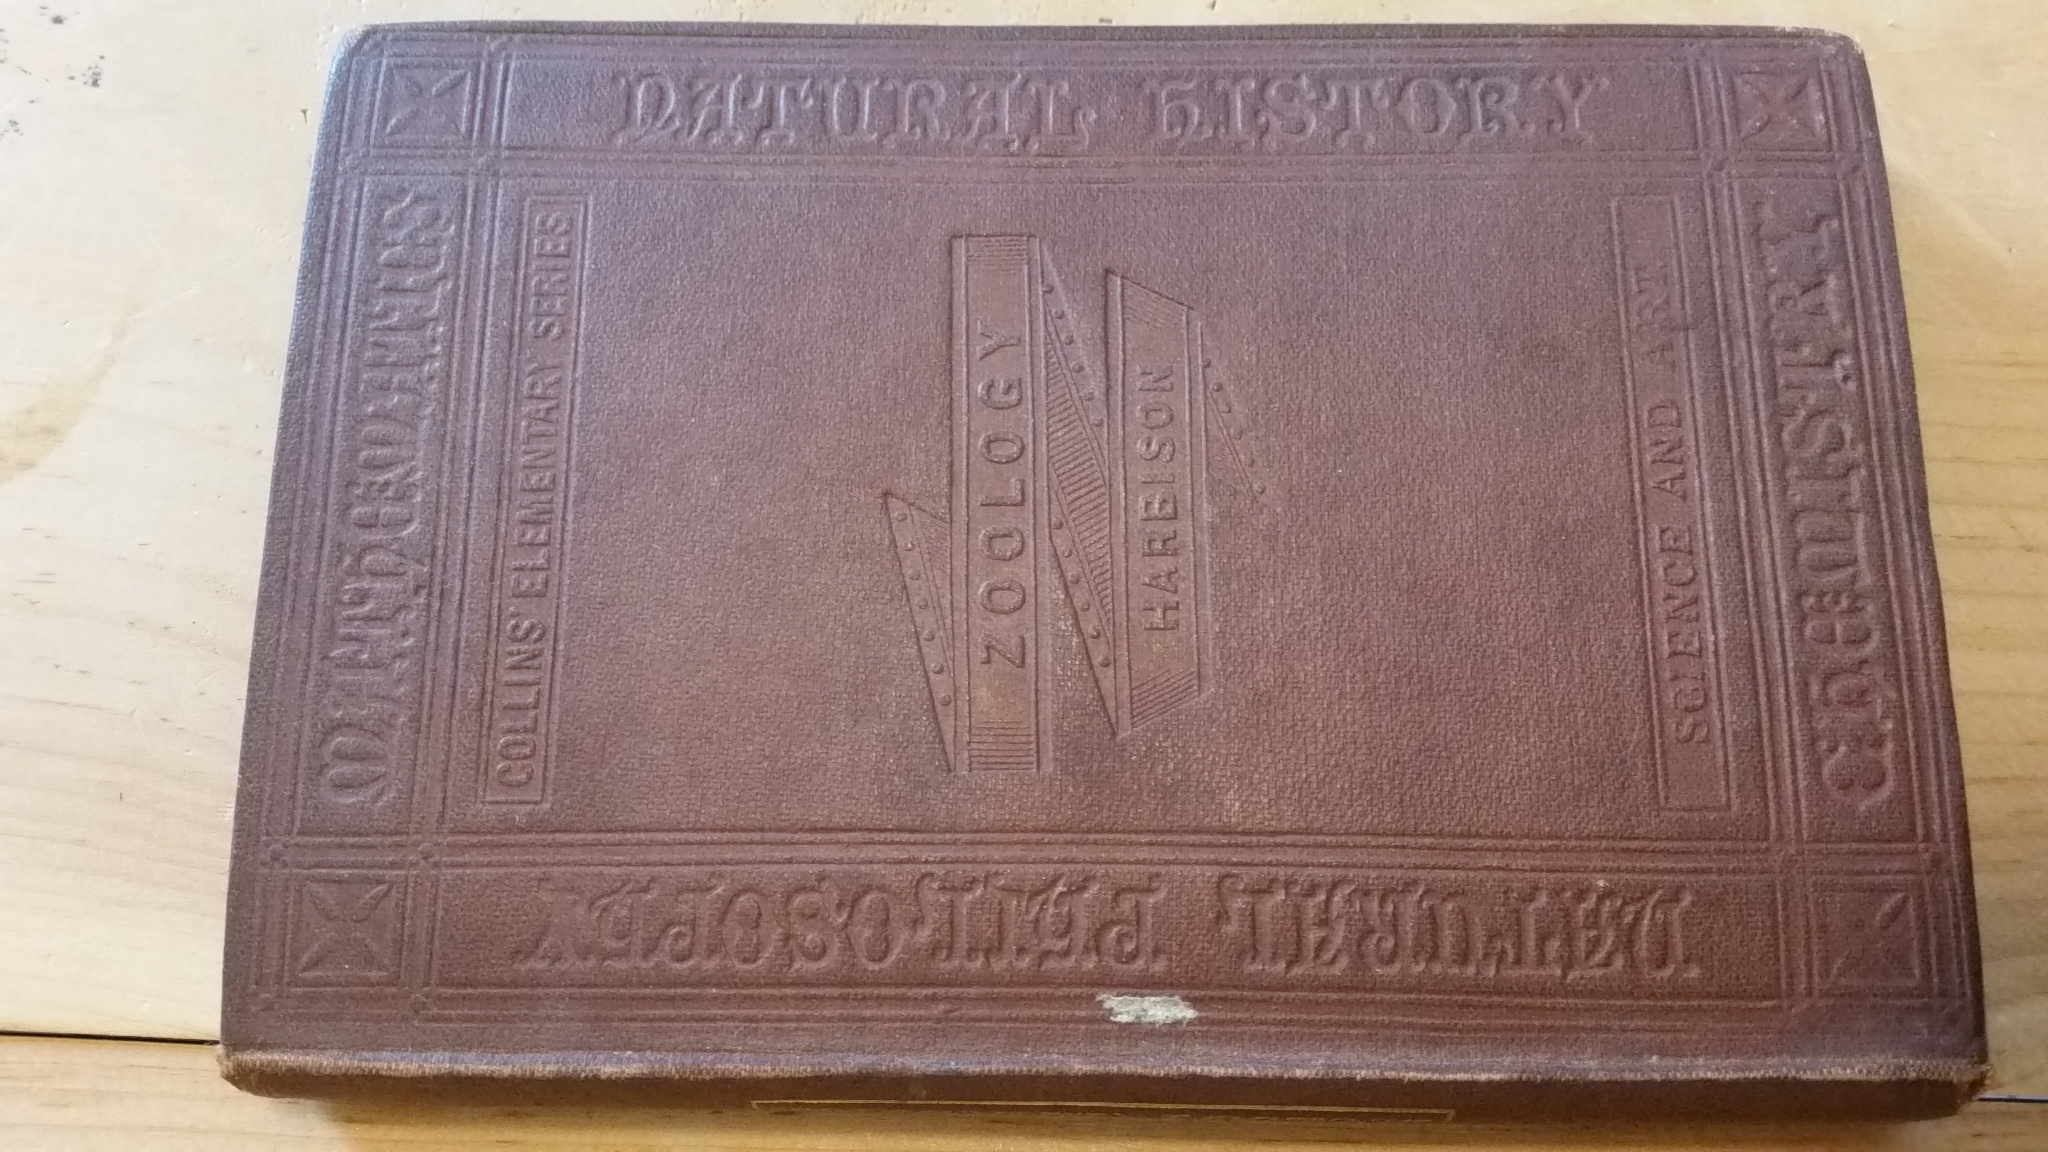 MATHEMATICS
COLLINS' ELEMENTARY SERIES
ZOOLOGY
HARBISON
SCIENCE AND ART
CHEMISTRY
NATURAL HISTORY
NATURAL PHILOSOPHY